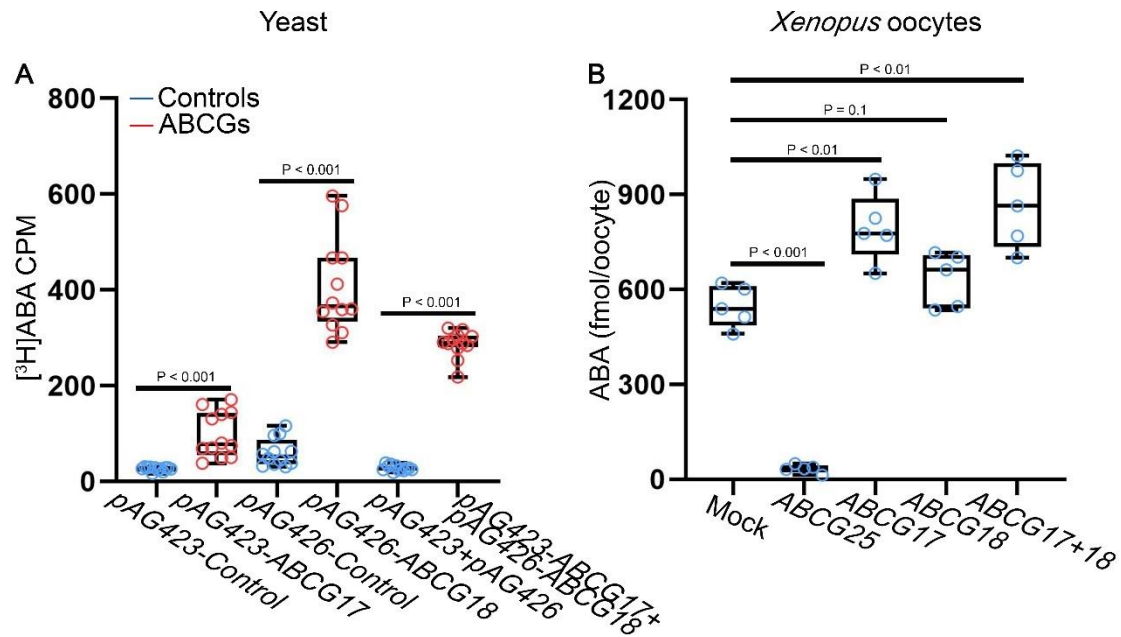 Yeast
A
800
600
400
200
0
[³H]ABA CPM
Controls
ABCGs
P < 0.001
P < 0.001
P < 0.001
pAG423-Control
pAG423-ABCG17
pAG426-Control
pAG426-ABCG18
pAG423+pAG426
pAG423-ABCG17+
pAG426-ABCG18
Xenopus oocytes
B
1200
900
600
300
0
ABA (fmol/oocyte)
P < 0.01
P = 0.1
P < 0.01
P < 0.001
Mock
ABCG25
ABCG17
ABCG18
ABCG17+18